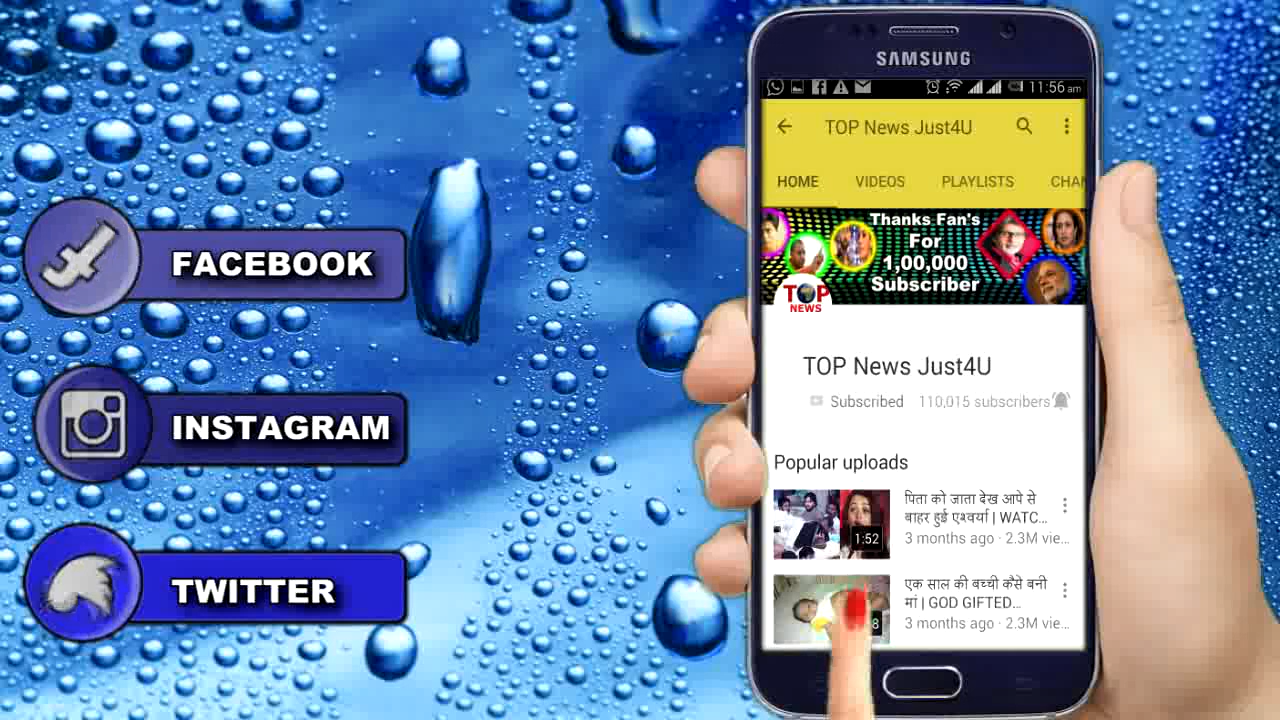 FACEBOOK
INSTAGRAM
TWITTER
SAMSUNG
11:56 am
TOP News Just4U
HOME VIDEOS PLAYLISTS CHAN
Thanks Fan's
For
1,00,000
Subscriber
TOP
NEWS
TOP News Just4U
Subscribed 110,015 subscribers
Popular uploads
पिता को जाता देख आपे से
बाहर हुई एश्वर्या | WATC...
1:52
3 months ago · 2.3M vie...
एक साल की बच्ची कैसे बनी
मां | GOD GIFTED...
8
3 months ago · 2.3M vie...